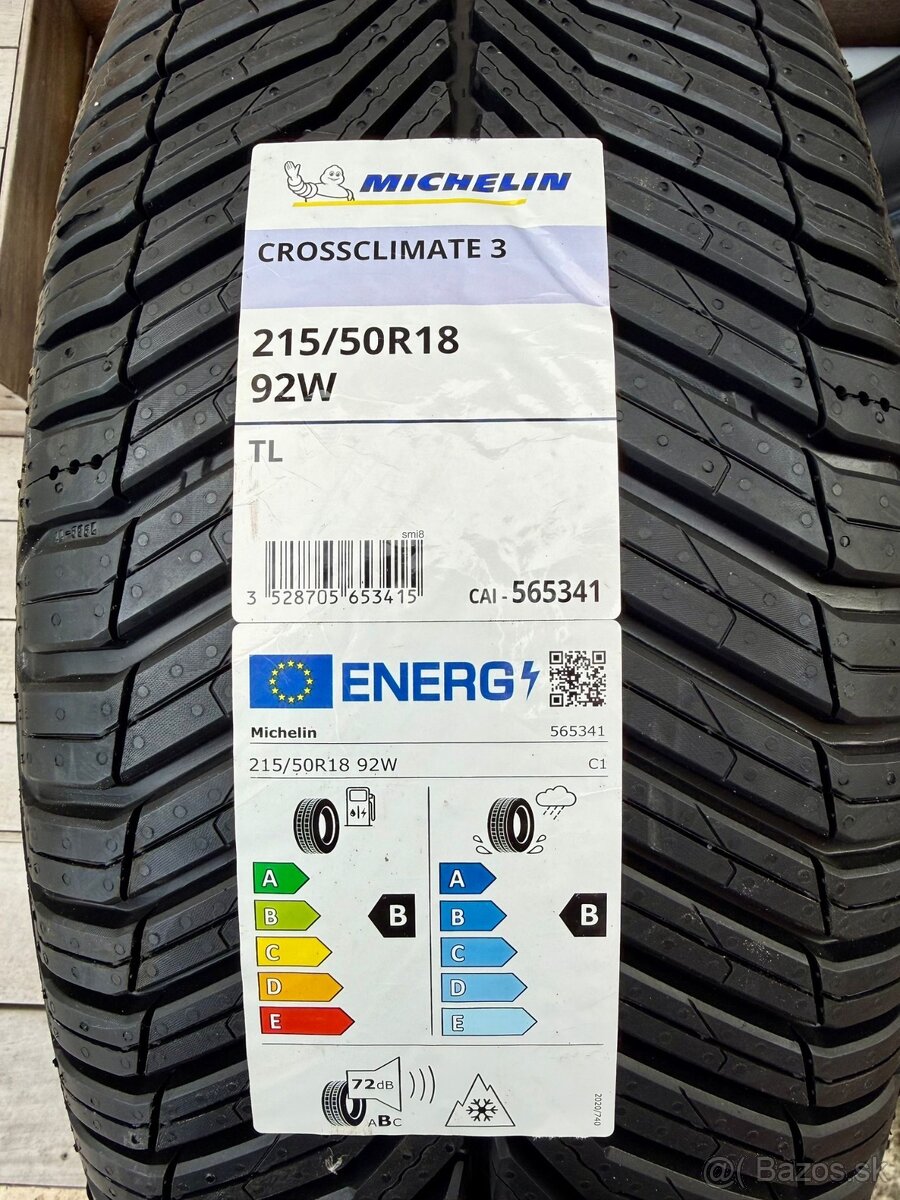 MICHELIN
CROSSCLIMATE 3
215/50R18
92W
TL
smi8
3 528705 653415
CAI - 565341
ENERG
Michelin 565341
215/50R18 92W C1
A
B B
C
D
E
A
B B
C
D
E
72dB
ABC
2020/740
@( Bazos.sk